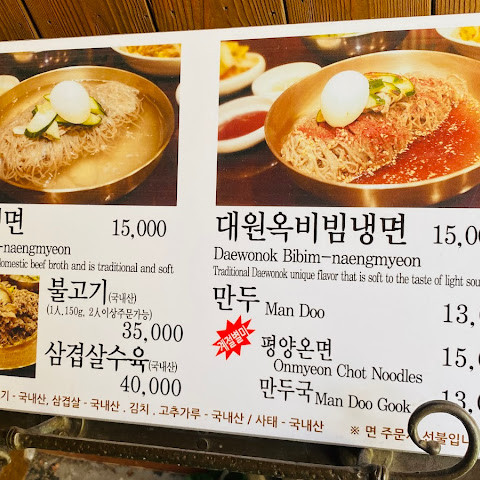 면 15,000
-naengmyeon
domestic beef broth and is traditional and soft
불고기(국내산)
(1人, 150g, 2人이상주문가능)
35,000
삼겹살수육(국내산)
40,000
대원옥비빔냉면 15,0
Daewonok Bibim-naengmyeon
Traditional Daewonok unique flavor that is soft to the taste of light
만두 Man Doo 13,
계절별미
평양온면 15,
Onmyeon Chot Noodles
만두국 Man Doo Gook 13,
기 - 국내산, 삼겹살 - 국내산 . 김치 . 고추가루 - 국내산 / 사태 - 국내산
※ 면 주문시 선불입니